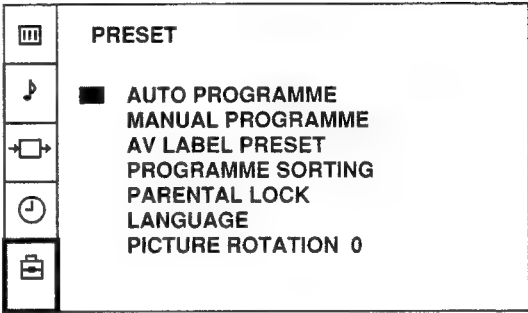 PRESET
AUTO PROGRAMME
MANUAL PROGRAMME
AV LABEL PRESET
PROGRAMME SORTING
PARENTAL LOCK
LANGUAGE
PICTURE ROTATION 0